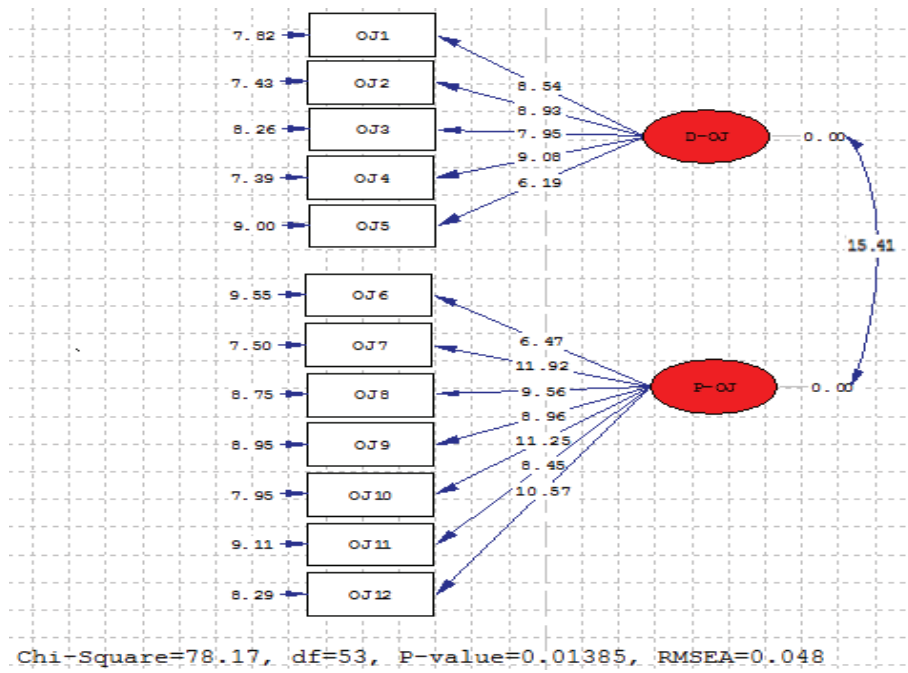 7.82 OJ1
8.54
7.43 OJ2
8.93
8.26 OJ3 7.95 D-OJ 0.00
9.08
7.39 OJ4
6.19
9.00 OJ5
15.41
9.55 OJ6
6.47
7.50 OJ7
11.92
8.75 OJ8 9.56 P-OJ 0.00
8.96
8.95 OJ9
11.25
8.45
7.95 OJ10 10.57
9.11 OJ11
8.29 OJ12
Chi-Square=78.17, df=53, P-value=0.01385, RMSEA=0.048